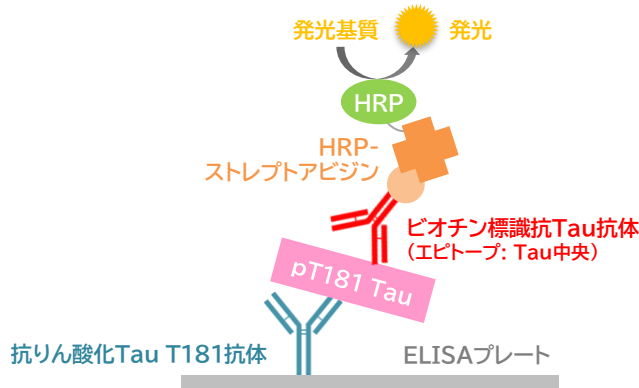 発光基質
発光
HRP
HRP-
ストレプトアビジン
ビオチン標識抗Tau抗体
(エピトープ: Tau中央)
pT181 Tau
抗りん酸化Tau T181抗体
ELISAプレート